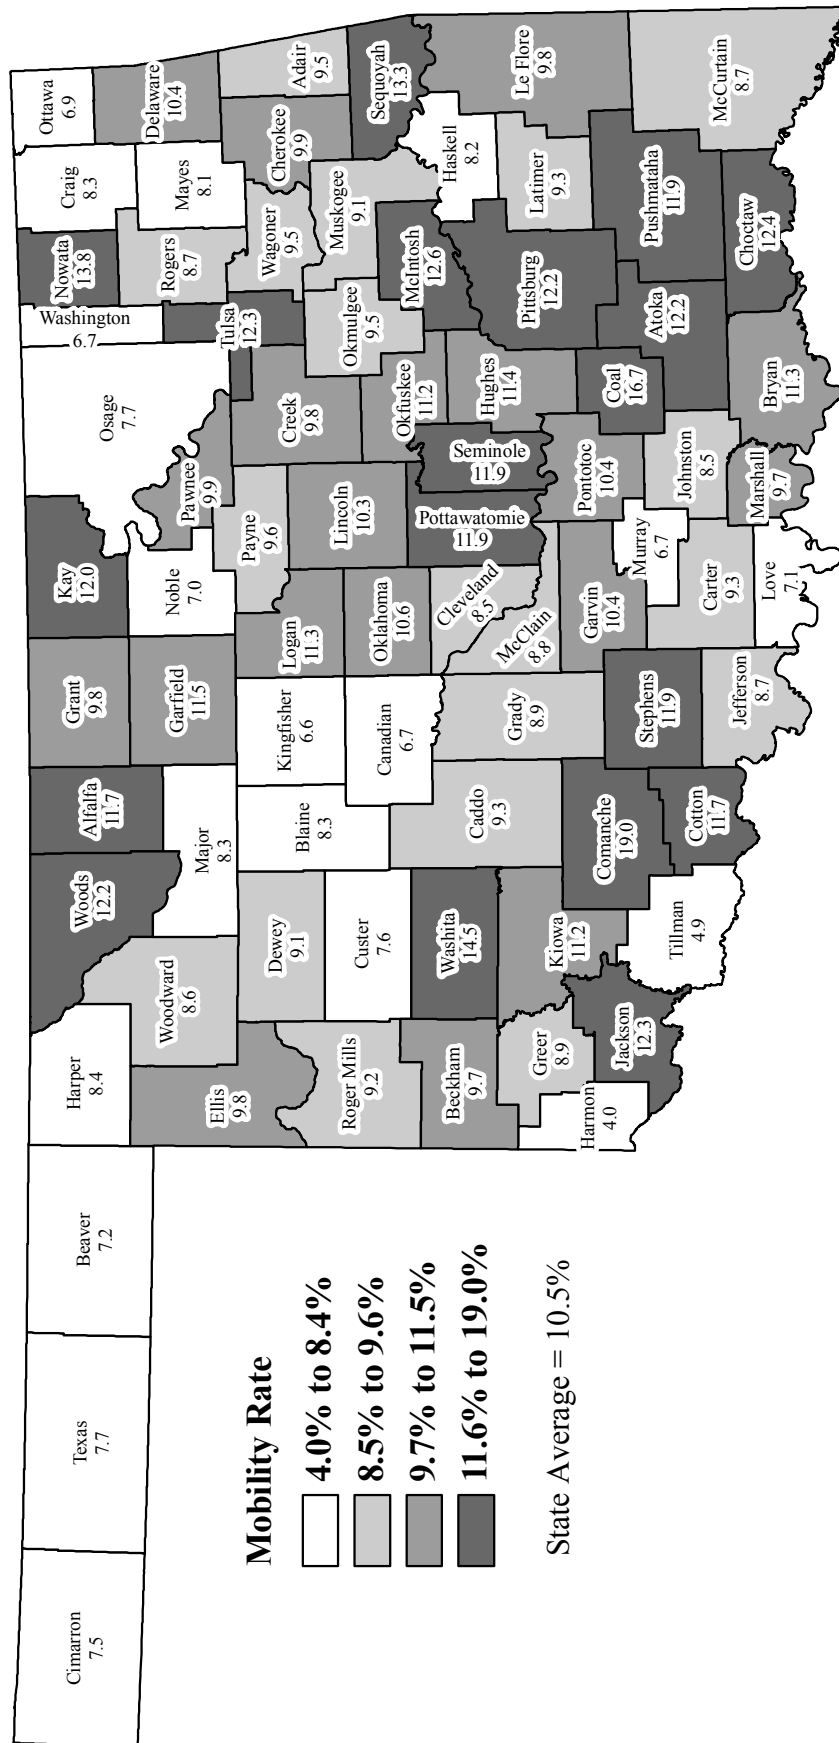 Cimarron
7.5
Texas
7.7
Beaver
7.2
Harper
8.4
Woods
12.2
Alfalfa
11.7
Grant
9.8
Kay
12.0
Osage
7.7
Washington
6.7
Nowata
13.8
Craig
8.3
Ottawa
6.9
Ellis
9.8
Woodward
8.6
Major
8.3
Garfield
11.5
Noble
7.0
Pawnee
9.9
Rogers
8.7
Mayes
8.1
Delaware
10.4
Dewey
9.1
Blaine
8.3
Kingfisher
6.6
Logan
11.3
Payne
9.6
Creek
9.8
Tulsa
12.3
Wagoner
9.5
Cherokee
9.9
Adair
9.5
Roger Mills
9.2
Custer
7.6
Canadian
6.7
Oklahoma
10.6
Lincoln
10.3
Okfuskee
11.2
Okmulgee
9.5
Muskogee
9.1
Sequoyah
13.3
Beckham
9.7
Washita
14.5
Caddo
9.3
Grady
8.9
Cleveland
8.5
McClain
8.8
Pottawatomie
11.9
Seminole
11.9
Hughes
11.4
McIntosh
12.6
Haskell
8.2
Le Flore
9.8
Harmon
4.0
Greer
8.9
Kiowa
11.2
Comanche
19.0
Stephens
11.9
Garvin
10.4
Pontotoc
10.4
Coal
16.7
Pittsburg
12.2
Latimer
9.3
Jackson
12.3
Tillman
4.9
Cotton
11.7
Jefferson
8.7
Murray
6.7
Carter
9.3
Johnston
8.5
Atoka
12.2
Pushmataha
11.9
McCurtain
8.7
Love
7.1
Marshall
9.7
Bryan
11.3
Choctaw
12.4
Mobility Rate
4.0% to 8.4%
8.5% to 9.6%
9.7% to 11.5%
11.6% to 19.0%
State Average = 10.5%